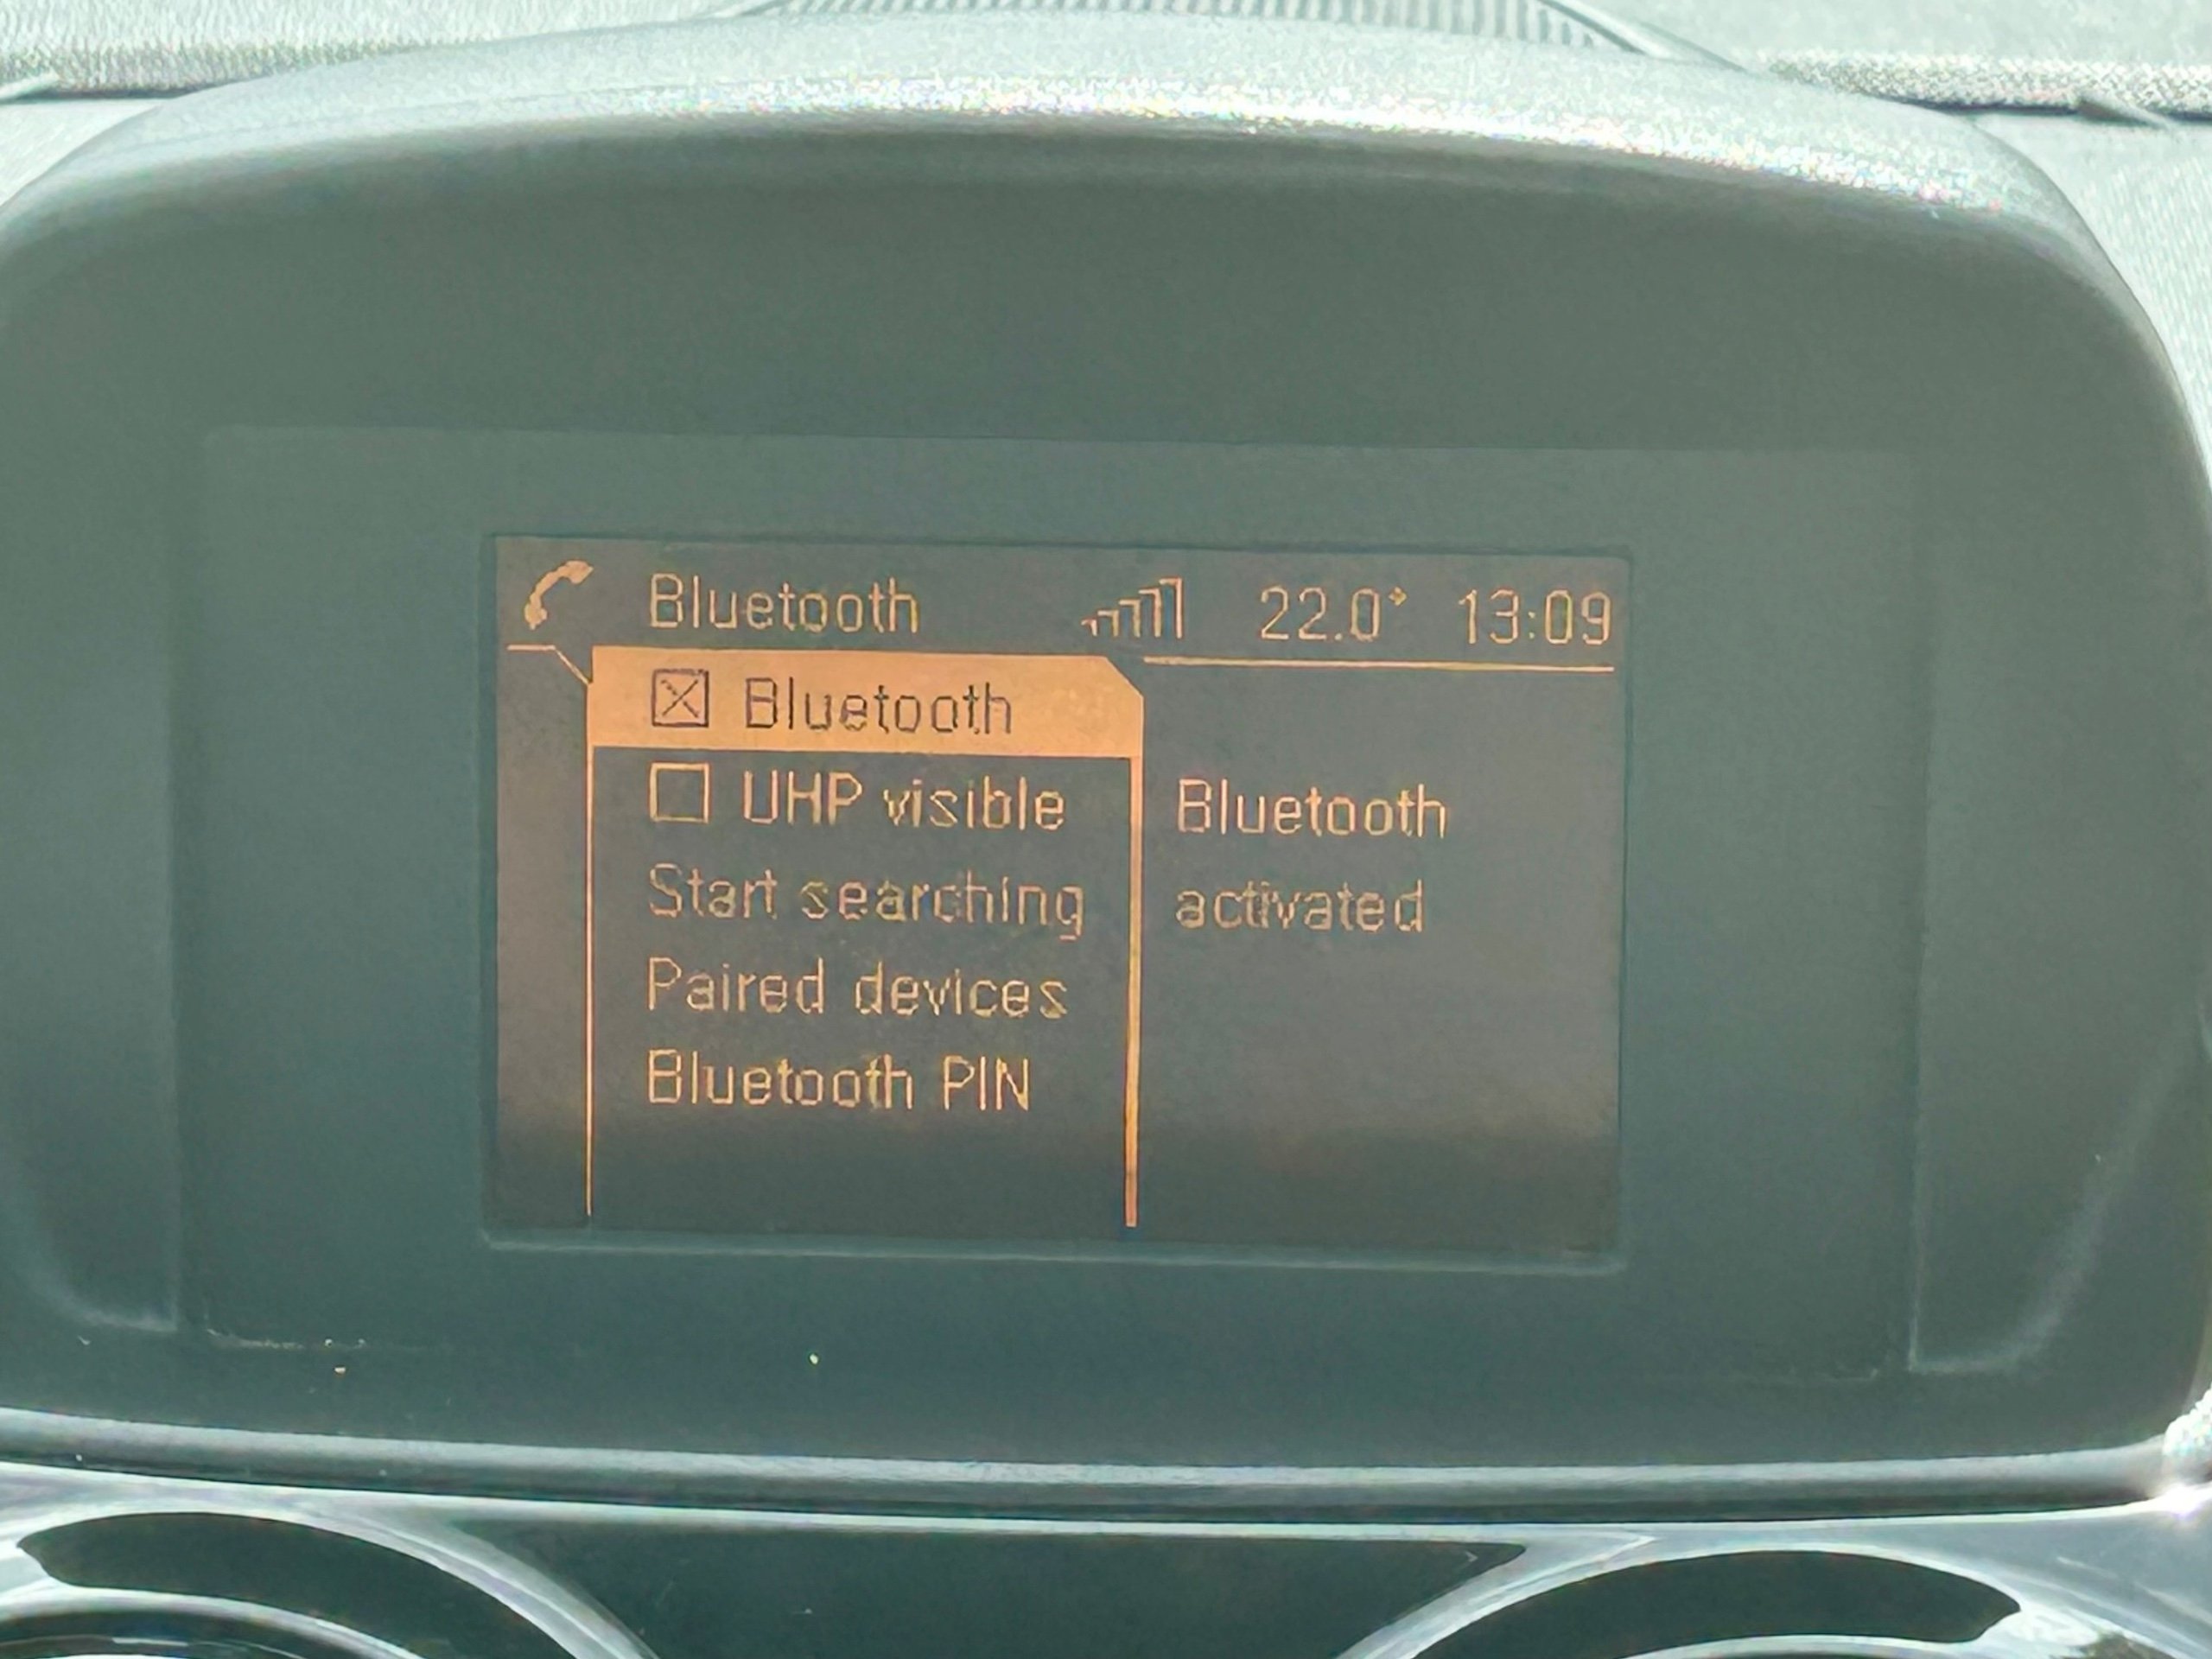 Bluetooth 22.0° 13:09
Bluetooth
UHP visible
Start searching
Paired devices
Bluetooth PIN
Bluetooth
activated